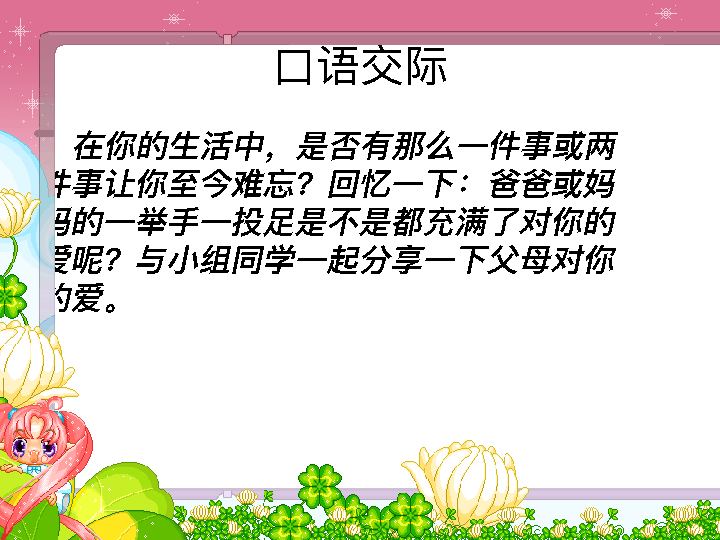 口语交际
在你的生活中，是否有那么一件事或两
件事让你至今难忘？回忆一下：爸爸或妈
妈的一举手一投足是不是都充满了对你的
爱呢？与小组同学一起分享一下父母对你
的爱。